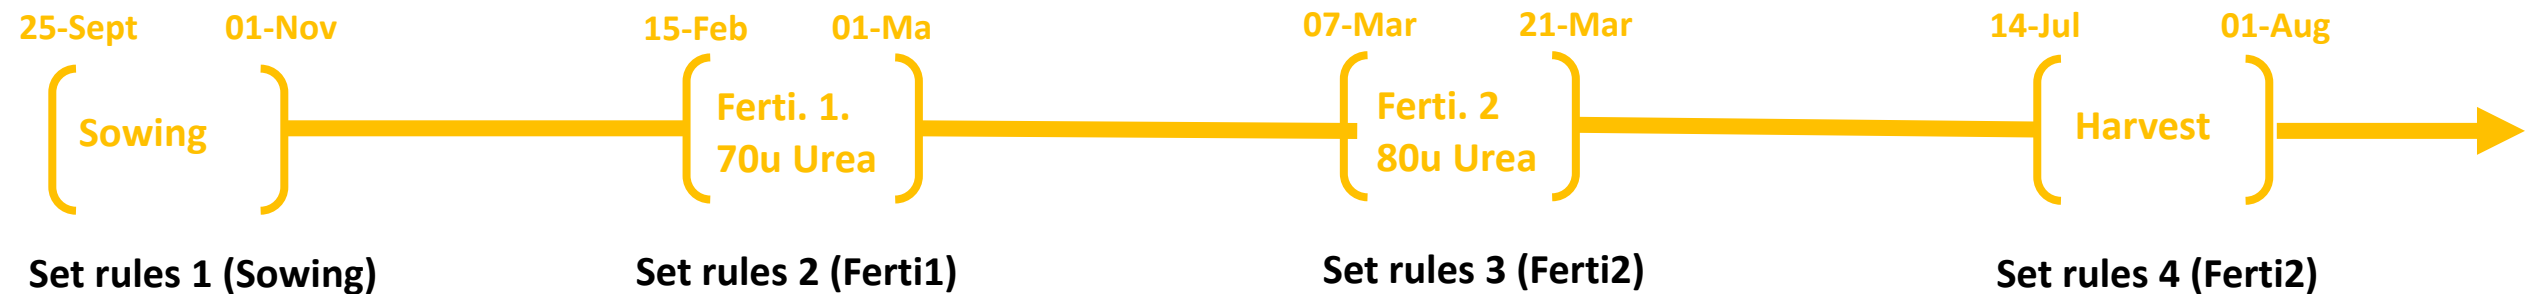 25-Sept 01-Nov 15-Feb 01-Ma 07-Mar 21-Mar 14-Jul 01-Aug
Sowing
Ferti. 1.
70u Urea
Ferti. 2
80u Urea
Harvest
Set rules 1 (Sowing)
Set rules 2 (Ferti1)
Set rules 3 (Ferti2)
Set rules 4 (Ferti2)